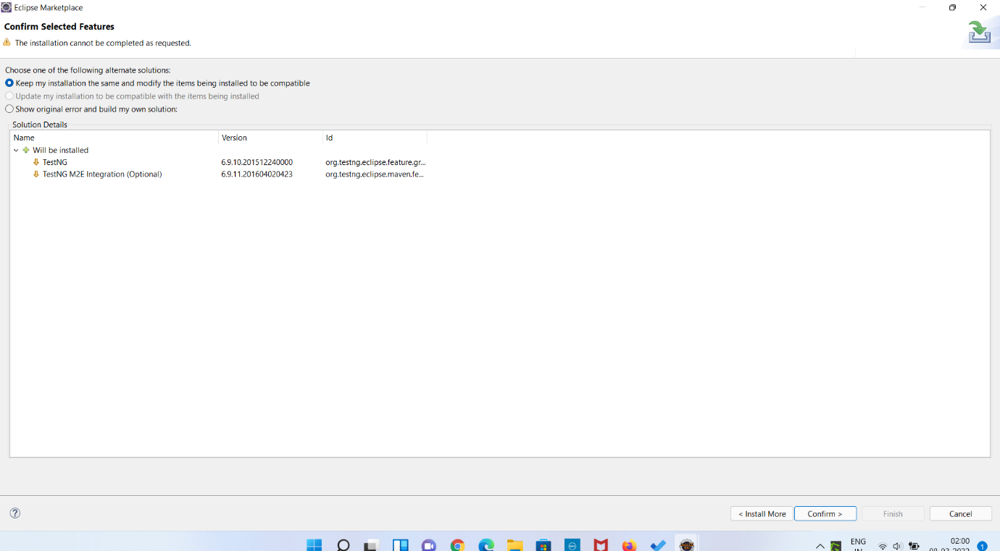 Eclipse Marketplace
Confirm Selected Features
The installation cannot be completed as requested.
Choose one of the following alternate solutions:
Keep my installation the same and modify the items being installed to be compatible
Update my installation to be compatible with the items being installed
Show original error and build my own solution:
Solution Details
Name Version Id
Will be installed
TestNG 6.9.10.201512240000 org.testng.eclipse.feature.gr...
TestNG M2E Integration (Optional) 6.9.11.201604020423 org.testng.eclipse.maven.fe...
?
< Install More Confirm > Finish Cancel
ENG 02:00
1